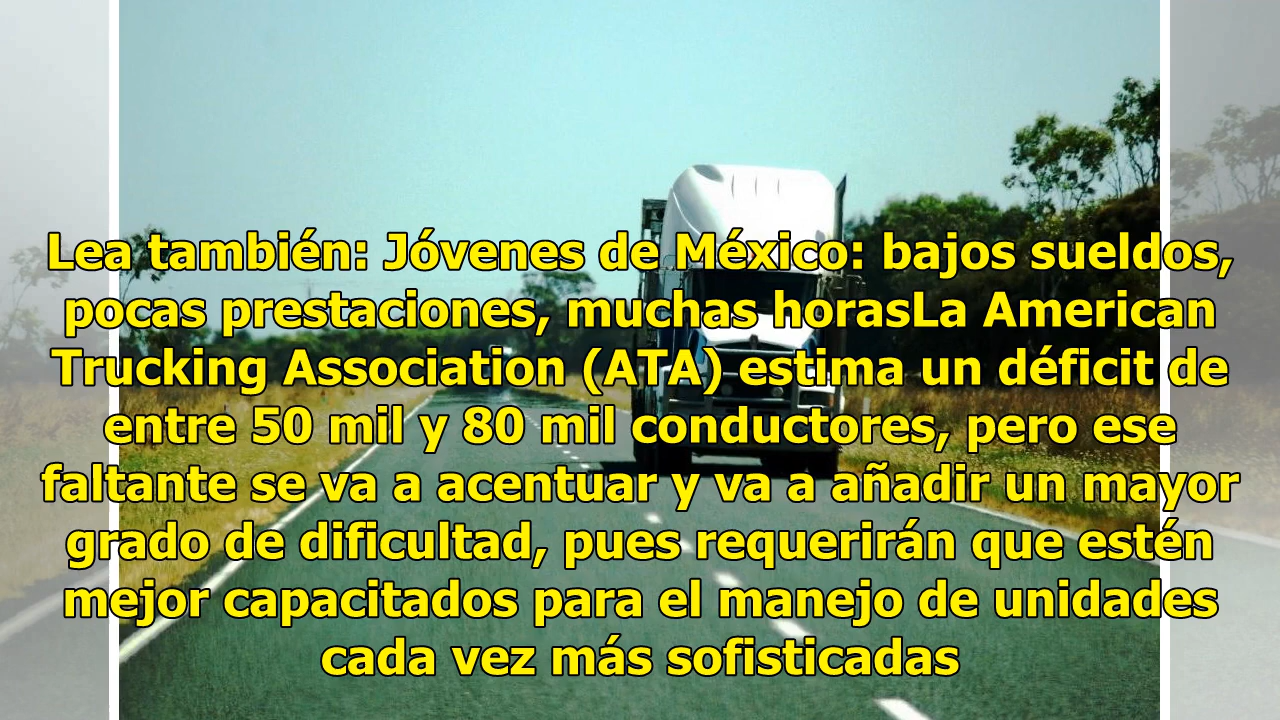 Lea también: Jóvenes de México: bajos sueldos,
pocas prestaciones, muchas horasLa American
Trucking Association (ATA) estima un déficit de
entre 50 mil y 80 mil conductores, pero ese
faltante se va a acentuar y va a añadir un mayor
grado de dificultad, pues requerirán que estén
mejor capacitados para el manejo de unidades
cada vez más sofisticadas